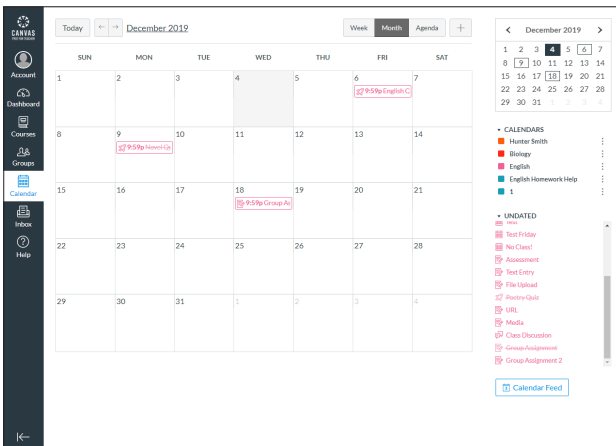 CANVAS
Account
Dashboard
Courses
Groups
Calendar
Inbox
Help
Today
December 2019
Week Month Agenda +
SUN MON TUE WED THU FRI SAT
1 2 3 4 5 6 7
9:59p English C
8 9 10 11 12 13 14
9:59p Novel Qu
15 16 17 18 19 20 21
9:59p Group As
22 23 24 25 26 27 28
29 30 31 1 2 3 4
December 2019
1 2 3 4 5 6 7
8 9 10 11 12 13 14
15 16 17 18 19 20 21
22 23 24 25 26 27 28
29 30 31 1 2 3 4
CALENDARS
Hunter Smith
Biology
English
English Homework Help
1
UNDATED
Test Friday
No Class!
Assessment
Text Entry
File Upload
Poetry Quiz
URL
Media
Class Discussion
Group Assignment
Group Assignment 2
Calendar Feed